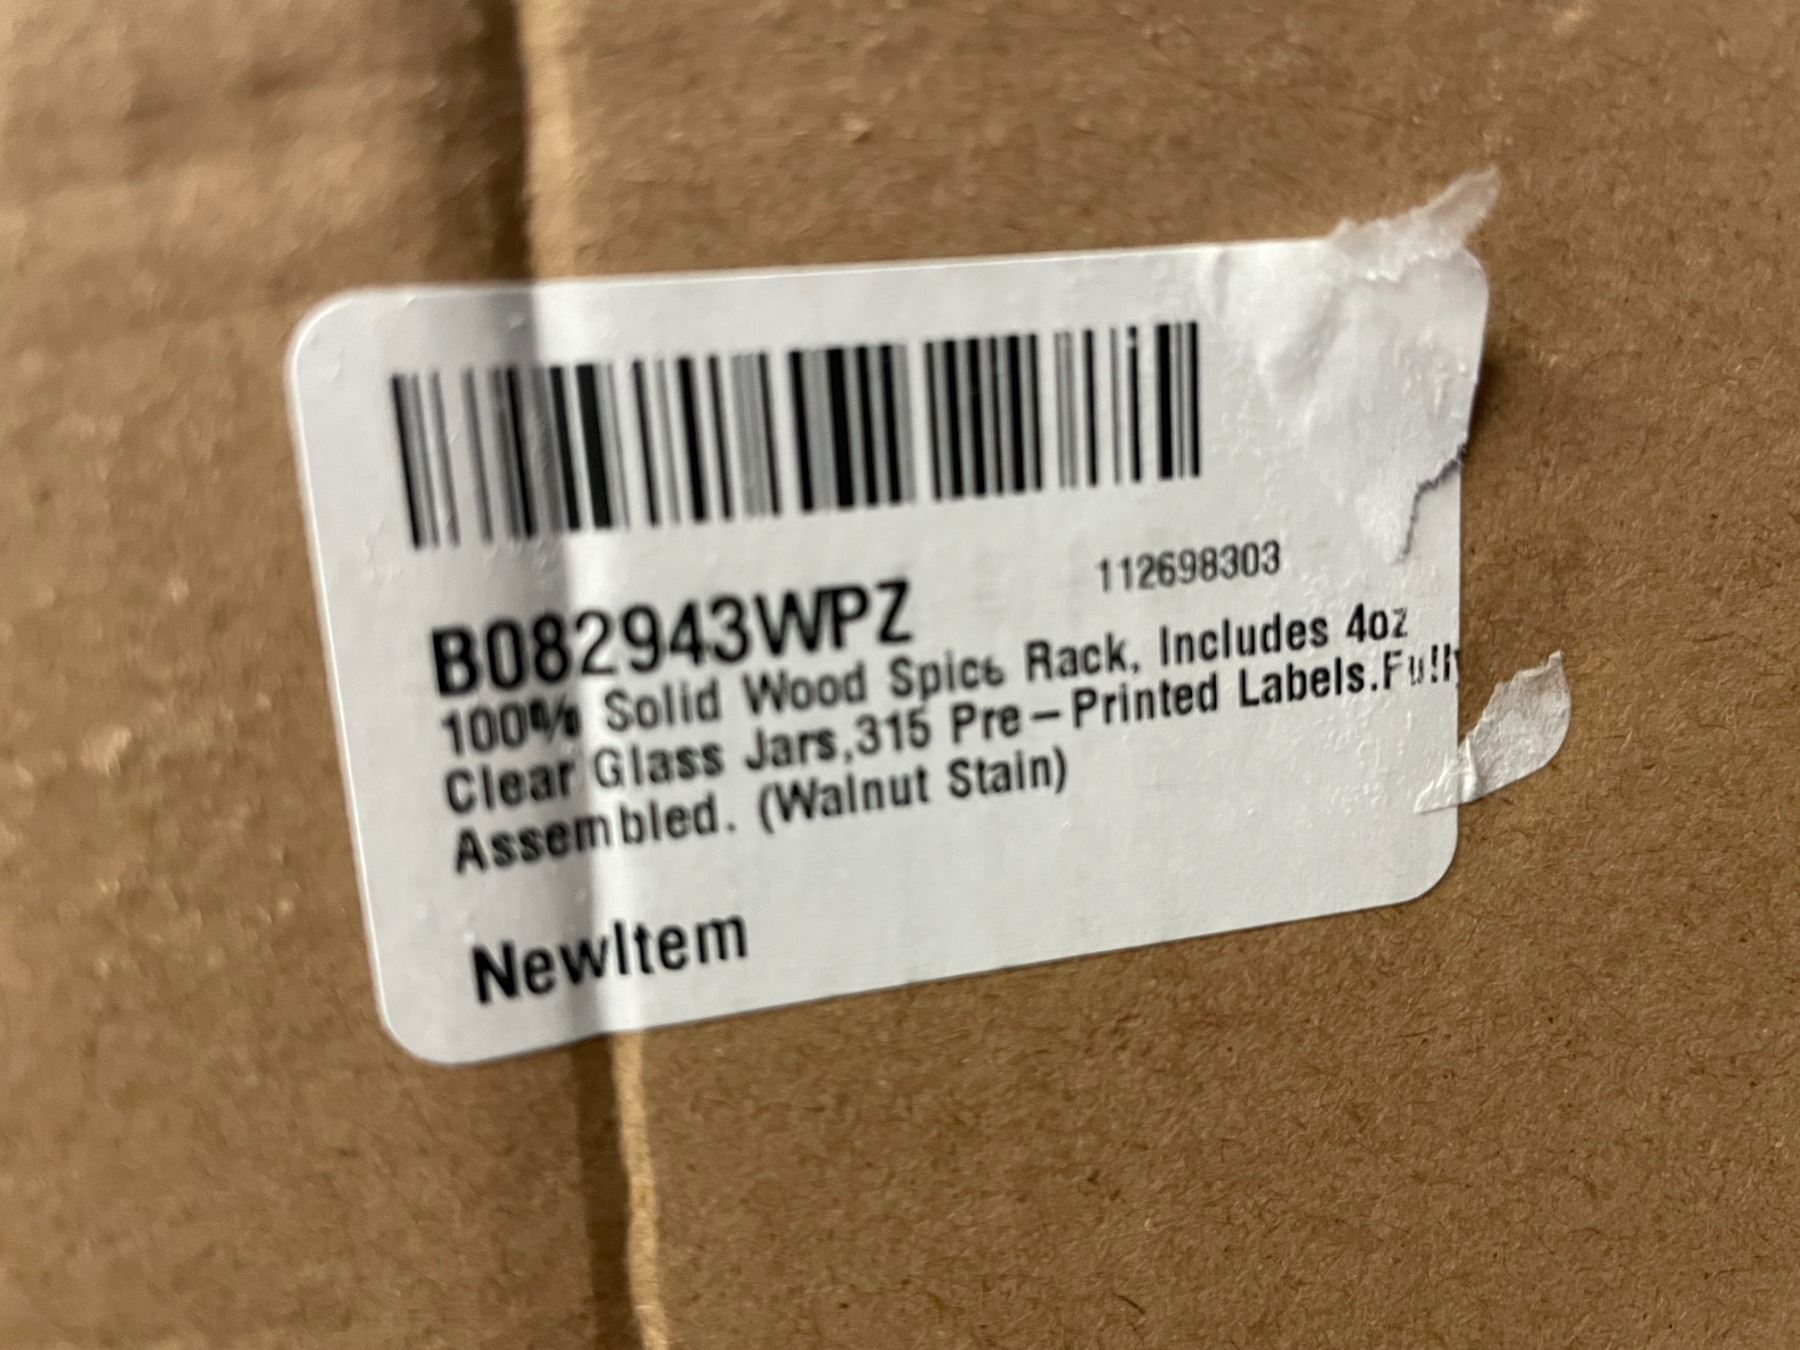 112698303
B082943WPZ
100% Solid Wood Spice Rack, Includes 4oz
Clear Glass Jars,315 Pre-Printed Labels.Fully
Assembled. (Walnut Stain)
NewItem